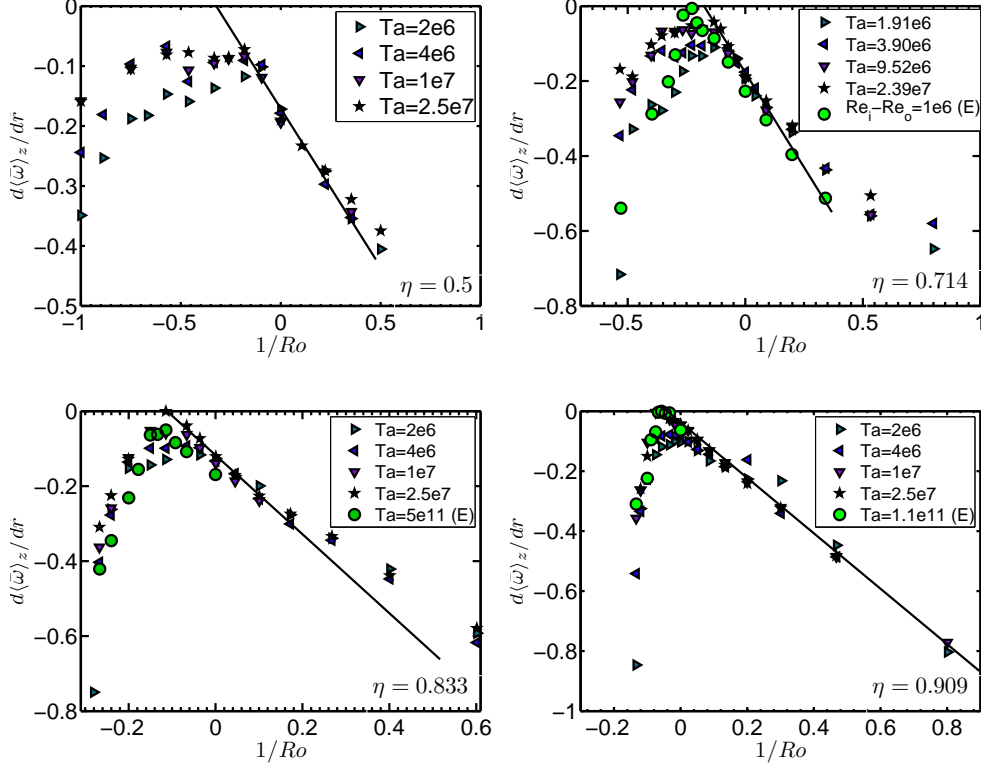 0
−0.1
−0.2
−0.3
−0.4
−0.5
d⟨ω̄⟩z/dr
Ta=2e6
Ta=4e6
Ta=1e7
Ta=2.5e7
η = 0.5
−1
−0.5
0
0.5
1
1/Ro
0
−0.2
−0.4
−0.6
−0.8
d⟨ω̄⟩z/dr
Ta=1.91e6
Ta=3.90e6
Ta=9.52e6
Ta=2.39e7
Rei−Reo=1e6 (E)
η = 0.714
−0.5
0
0.5
1
1/Ro
0
−0.2
−0.4
−0.6
−0.8
d⟨ω̄⟩z/dr
Ta=2e6
Ta=4e6
Ta=1e7
Ta=2.5e7
Ta=5e11 (E)
η = 0.833
−0.2
0
0.2
0.4
0.6
1/Ro
0
−0.2
−0.4
−0.6
−0.8
−1
d⟨ω̄⟩z/dr
Ta=2e6
Ta=4e6
Ta=1e7
Ta=2.5e7
Ta=1.1e11 (E)
η = 0.909
−0.2
0
0.2
0.4
0.6
0.8
1/Ro